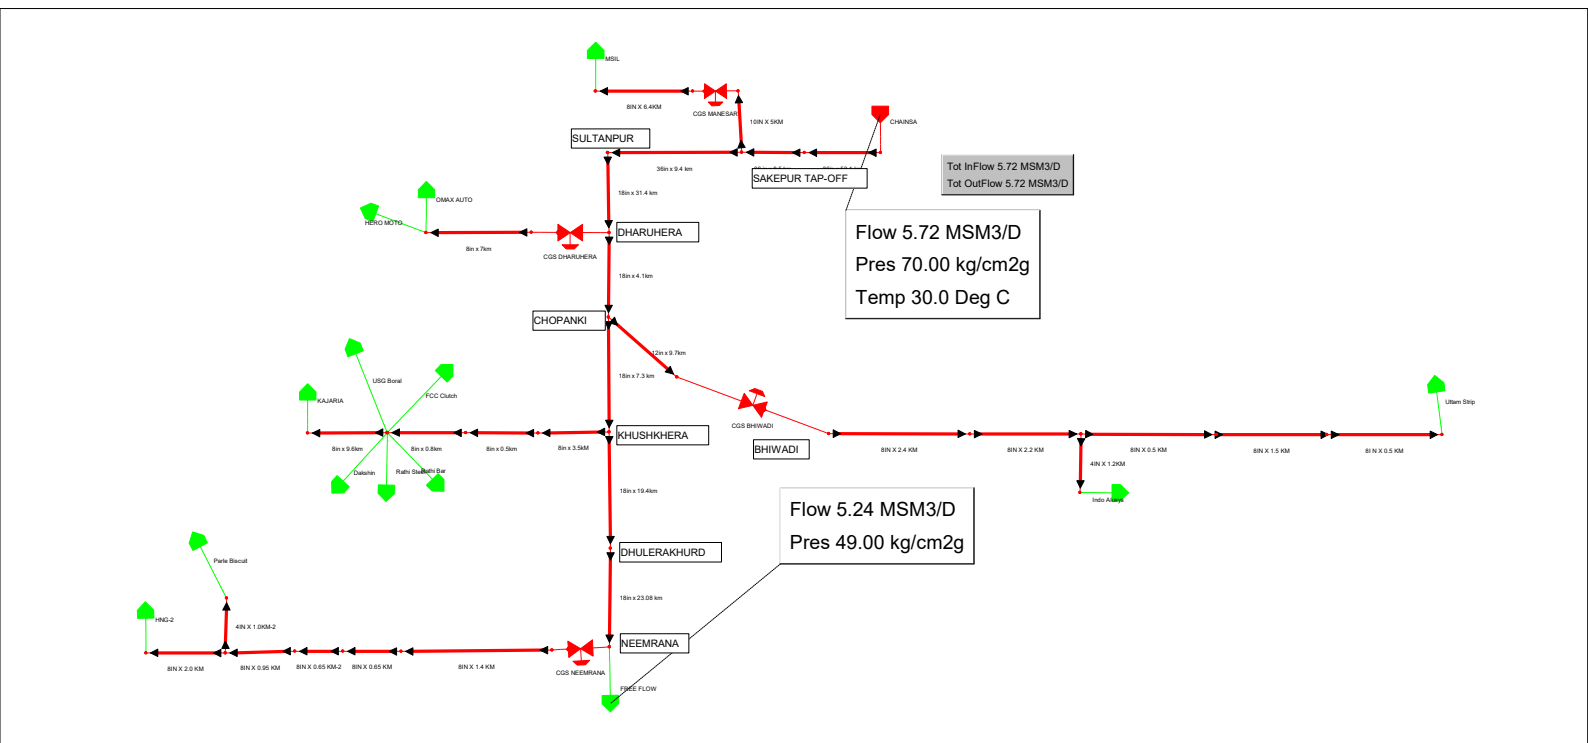 MSIL
8IN X 6.4KM
CGS MANESAR
10IN X 5KM
CHAINSA
SULTANPUR
36in x 9.4 km
SAKEPUR TAP-OFF
Tot InFlow 5.72 MSM3/D
Tot OutFlow 5.72 MSM3/D
18in x 31.4 km
OMAX AUTO
HERO MOTO
8in x 7km
CGS DHARUHERA
DHARUHERA
Flow 5.72 MSM3/D
Pres 70.00 kg/cm2g
Temp 30.0 Deg C
18in x 4.1km
CHOPANKI
12in x 9.7km
18in x 7.3 km
USG Boral
FCC Clutch
KAJARIA
8in x 9.6km
8in x 0.8km
8in x 0.5km
8in x 3.5kM
KHUSHKHERA
Dakshin
Rathi Steel
Rathi Bar
CGS BHIWADI
BHIWADI
8IN X 2.4 KM
8IN X 2.2 KM
8IN X 0.5 KM
8IN X 1.5 KM
8I N X 0.5 KM
Uttam Strip
4IN X 1.2KM
Indo Alusys
18in x 19.4km
Flow 5.24 MSM3/D
Pres 49.00 kg/cm2g
DHULERAKHURD
18in x 23.08 km
Parle Biscuit
HNG-2
4IN X 1.0KM-2
8IN X 2.0 KM
8IN X 0.95 KM
8IN X 0.65 KM-2
8IN X 0.65 KM
8IN X 1.4 KM
CGS NEEMRANA
NEEMRANA
FREE FLOW